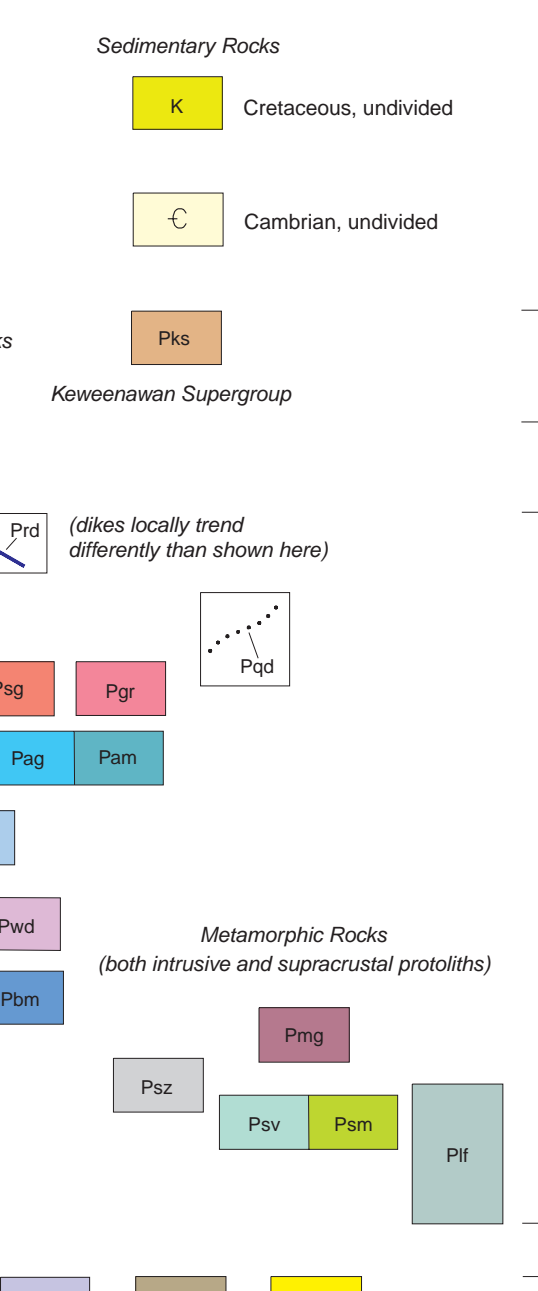 Sedimentary Rocks
K
Cretaceous, undivided
Ꞓ
Cambrian, undivided
Pks
Keweenawan Supergroup
Prd
(dikes locally trend
differently than shown here)
Pqd
Pgr
Pag
Pam
Pwd
Metamorphic Rocks
(both intrusive and supracrustal protoliths)
Pbm
Pmg
Psz
Psv
Psm
Plf